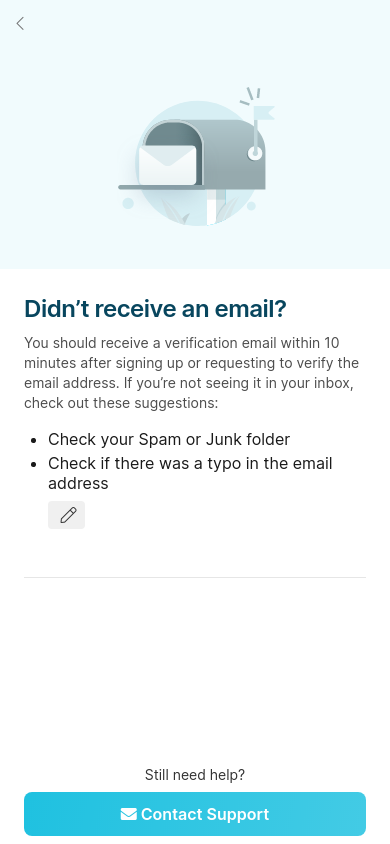 Didn't receive an email?
You should receive a verification email within 10
minutes after signing up or requesting to verify the
email address. If you're not seeing it in your inbox,
check out these suggestions:
• Check your Spam or Junk folder
• Check if there was a typo in the email
address
Still need help?
Contact Support